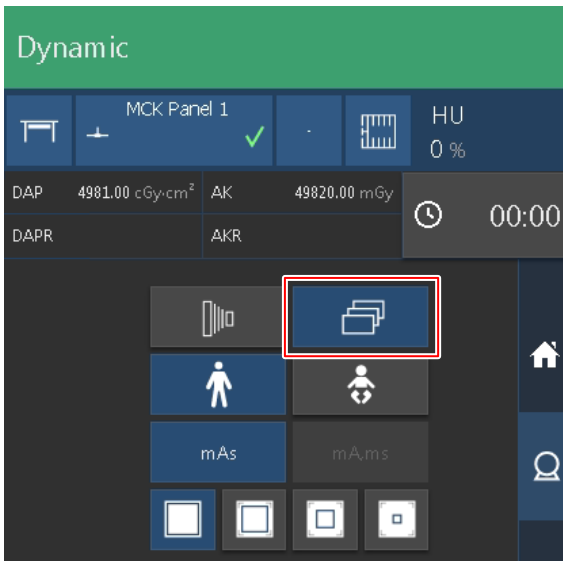 Dynamic
MCK Panel 1
HU
0 %
DAP 4981.00 cGy·cm² AK 49820.00 mGy
00:00
DAPR AKR
mAs mA,ms